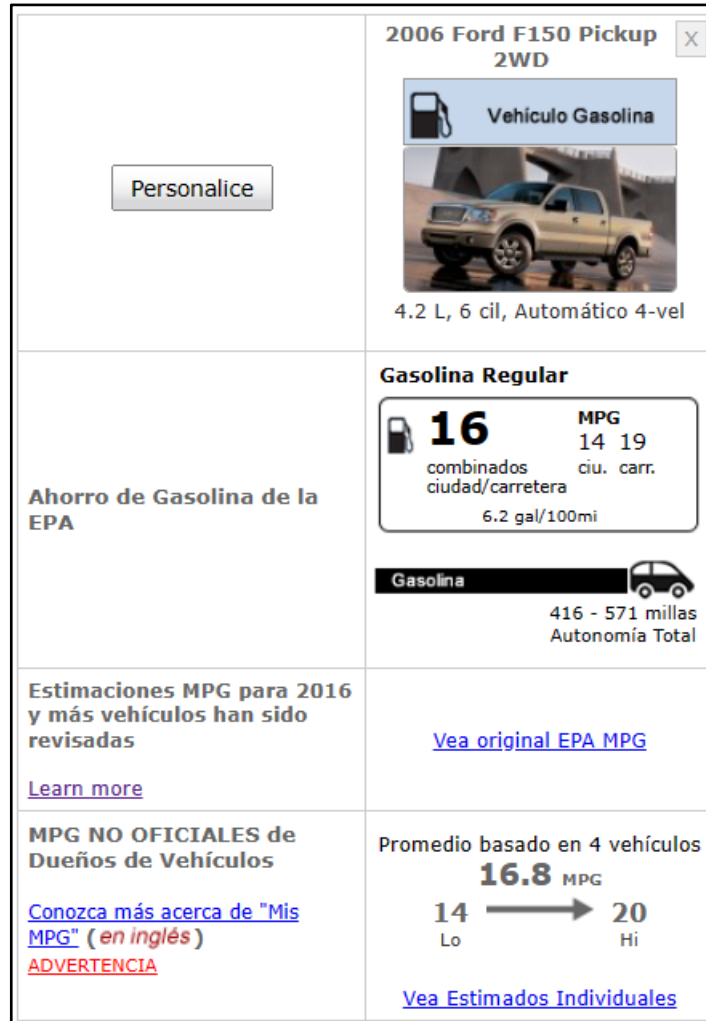 2006 Ford F150 Pickup
2WD
X
Vehículo Gasolina
Personalice
4.2 L, 6 cil, Automático 4-vel
Ahorro de Gasolina de la
EPA
Gasolina Regular
16
combinados
ciudad/carretera
MPG
14 19
ciu. carr.
6.2 gal/100mi
Gasolina
416 - 571 millas
Autonomía Total
Estimaciones MPG para 2016
y más vehículos han sido
revisadas
Learn more
Vea original EPA MPG
MPG NO OFICIALES de
Dueños de Vehículos
Conozca más acerca de "Mis
MPG" (en inglés)
ADVERTENCIA
Promedio basado en 4 vehículos
16.8 MPG
14 20
Lo Hi
Vea Estimados Individuales